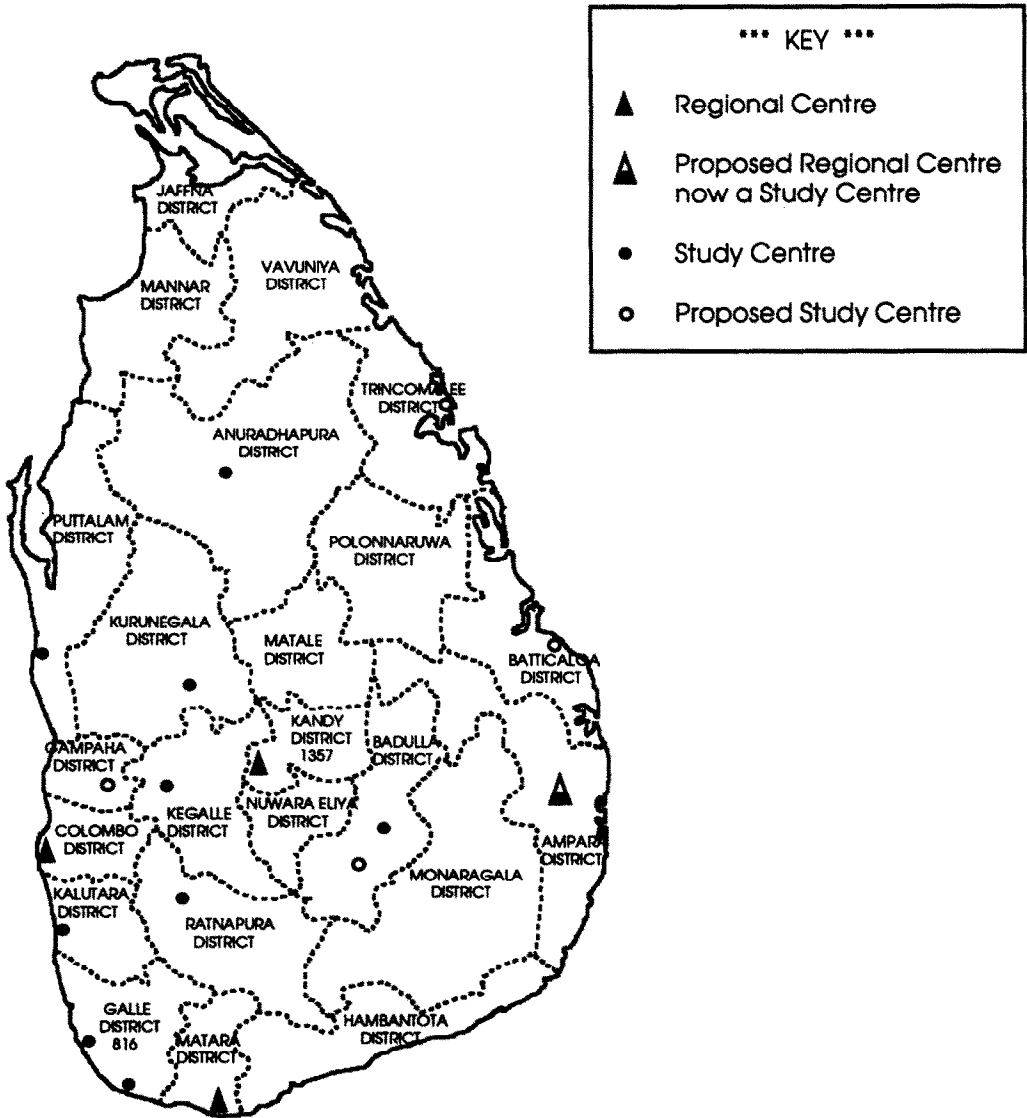 *** KEY ***
Regional Centre
Proposed Regional Centre
now a Study Centre
Study Centre
Proposed Study Centre
JAFFNA
DISTRICT
MANNAR
DISTRICT
VAVUNIYA
DISTRICT
TRINCOMALEE
DISTRICT
ANURADHAPURA
DISTRICT
PUTTALAM
DISTRICT
POLONNARUWA
DISTRICT
KURUNEGALA
DISTRICT
MATALE
DISTRICT
BATTICALOA
DISTRICT
KANDY
DISTRICT
1357
BADULLA
DISTRICT
GAMPAHA
DISTRICT
KEGALLE
DISTRICT
NUWARA ELIYA
DISTRICT
COLOMBO
DISTRICT
AMPARA
DISTRICT
MONARAGALA
DISTRICT
KALUTARA
DISTRICT
RATNAPURA
DISTRICT
GALLE
DISTRICT
816
MATARA
DISTRICT
HAMBANTOTA
DISTRICT